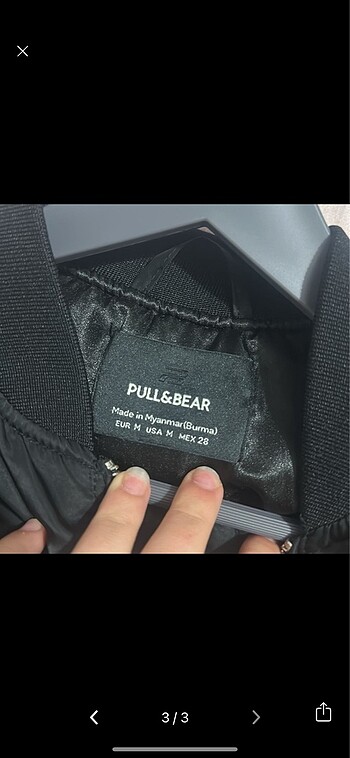 PULL&BEAR
Made in Myanmar(Burma)
EUR M USA M MEX 28
3/3